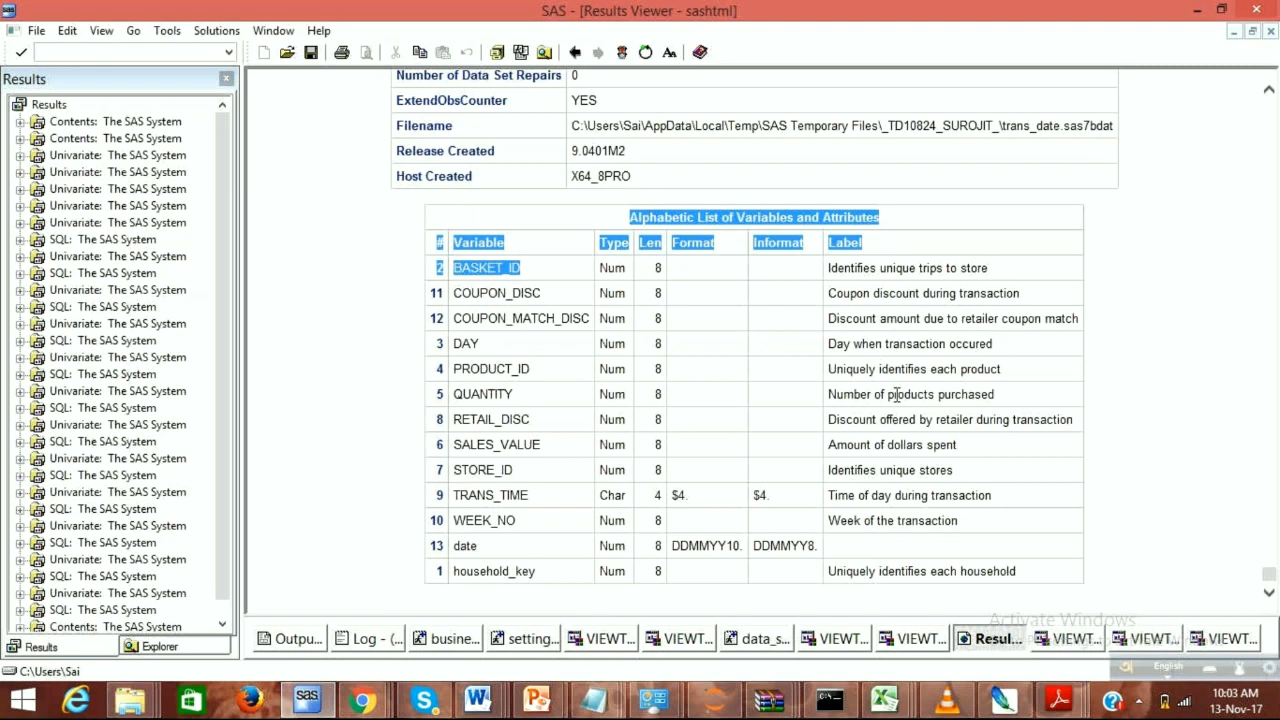 SAS - [Results Viewer - sashtml]
File Edit View Go Tools Solutions Window Help
Results
Results
Contents: The SAS System
Contents: The SAS System
Univariate: The SAS System
Univariate: The SAS System
Univariate: The SAS System
Univariate: The SAS System
Univariate: The SAS System
SQL: The SAS System
Univariate: The SAS System
SQL: The SAS System
Univariate: The SAS System
SQL: The SAS System
Univariate: The SAS System
SQL: The SAS System
Univariate: The SAS System
SQL: The SAS System
Univariate: The SAS System
SQL: The SAS System
Univariate: The SAS System
SQL: The SAS System
Univariate: The SAS System
SQL: The SAS System
Univariate: The SAS System
Univariate: The SAS System
SQL: The SAS System
Univariate: The SAS System
SQL: The SAS System
Univariate: The SAS System
SQL: The SAS System
Contents: The SAS System
Results Explorer
Number of Data Set Repairs 0
ExtendObsCounter YES
Filename C:\Users\Sai\AppData\Local\Temp\SAS Temporary Files\_TD10824_SUROJIT_\trans_date.sas7bdat
Release Created 9.0401M2
Host Created X64_8PRO
Alphabetic List of Variables and Attributes
# Variable Type Len Format Informat Label
2 BASKET_ID Num 8 Identifies unique trips to store
11 COUPON_DISC Num 8 Coupon discount during transaction
12 COUPON_MATCH_DISC Num 8 Discount amount due to retailer coupon match
3 DAY Num 8 Day when transaction occured
4 PRODUCT_ID Num 8 Uniquely identifies each product
5 QUANTITY Num 8 Number of products purchased
8 RETAIL_DISC Num 8 Discount offered by retailer during transaction
6 SALES_VALUE Num 8 Amount of dollars spent
7 STORE_ID Num 8 Identifies unique stores
9 TRANS_TIME Char 4 $4. $4. Time of day during transaction
10 WEEK_NO Num 8 Week of the transaction
13 date Num 8 DDMMYY10. DDMMYY8.
1 household_key Num 8 Uniquely identifies each household
Activate Windows
Outpu... Log - (... busine... setting... VIEWT... VIEWT... data_s... VIEWT... VIEWT... Resul... VIEWT... VIEWT... VIEWT...
C:\Users\Sai
English
10:03 AM
13-Nov-17